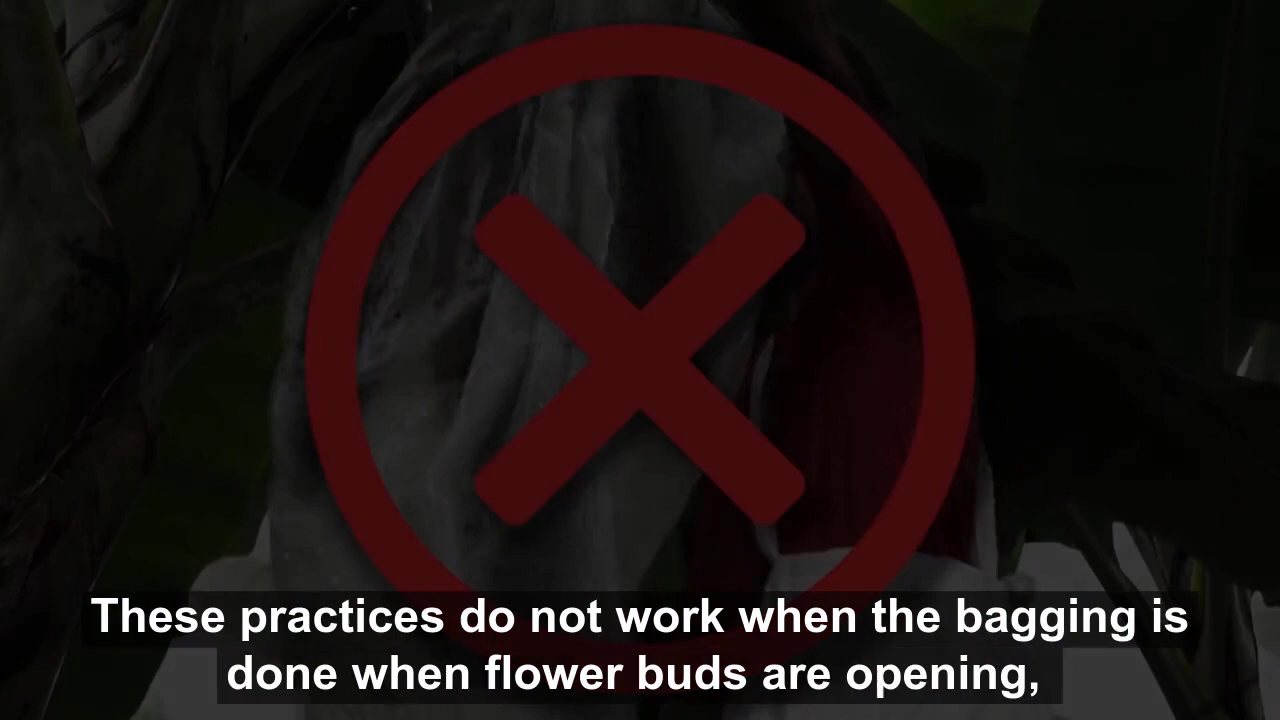 These practices do not work when the bagging is
done when flower buds are opening,